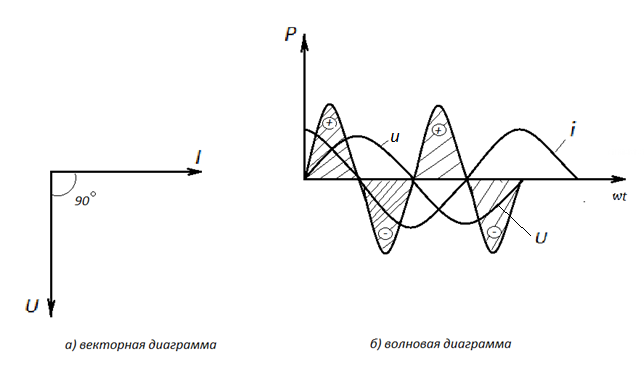 P
+
+
u
i
I
90°
wt
-
-
U
U
а) векторная диаграмма
б) волновая диаграмма